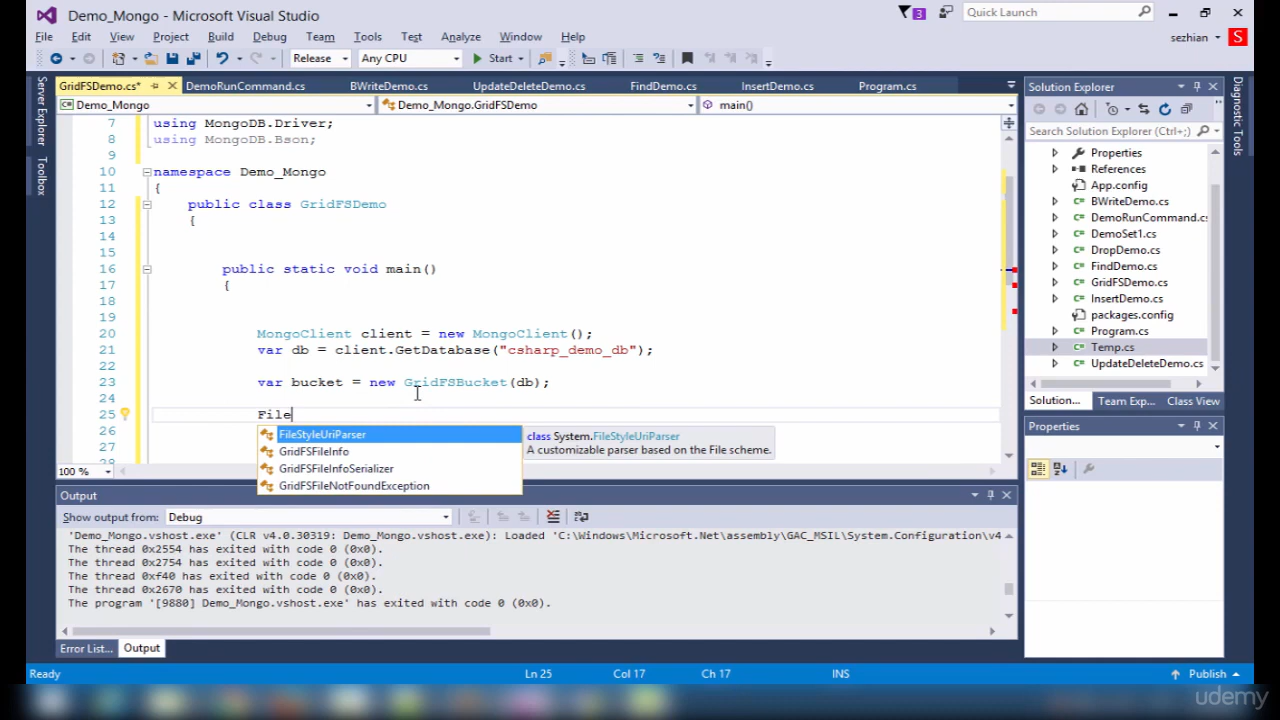 Demo_Mongo - Microsoft Visual Studio
3
Quick Launch
File Edit View Project Build Debug Team Tools Test Analyze Window Help
sezhian S
Release Any CPU Start
GridFSDemo.cs* DemoRunCommand.cs BWriteDemo.cs UpdateDeleteDemo.cs FindDemo.cs InsertDemo.cs Program.cs
Demo_Mongo Demo_Mongo.GridFSDemo main()
Server Explorer
Toolbox
7 using MongoDB.Driver;
8 using MongoDB.Bson;
9
10 namespace Demo_Mongo
11 {
12 public class GridFSDemo
13 {
14
15
16 public static void main()
17 {
18
19
20 MongoClient client = new MongoClient();
21 var db = client.GetDatabase("csharp_demo_db");
22
23 var bucket = new GridFSBucket(db);
24
25 File
26
27
FileStyleUriParser
GridFSFileInfo
GridFSFileInfoSerializer
GridFSFileNotFoundException
class System.FileStyleUriParser
A customizable parser based on the File scheme.
100 %
Output
Show output from: Debug
'Demo_Mongo.vshost.exe' (CLR v4.0.30319: Demo_Mongo.vshost.exe): Loaded 'C:\Windows\Microsoft.Net\assembly\GAC_MSIL\System.Configuration\v4
The thread 0x2554 has exited with code 0 (0x0).
The thread 0x2774 has exited with code 0 (0x0).
The thread 0xf40 has exited with code 0 (0x0).
The thread 0x2670 has exited with code 0 (0x0).
The program '[9880] Demo_Mongo.vshost.exe' has exited with code 0 (0x0).
Error List... Output
Solution Explorer
Search Solution Explorer (Ctrl+;)
Properties
References
App.config
C# BWriteDemo.cs
C# DemoRunCommand.cs
C# DemoSet1.cs
C# DropDemo.cs
C# FindDemo.cs
C# GridFSDemo.cs
C# InsertDemo.cs
packages.config
C# Program.cs
C# Temp.cs
C# UpdateDeleteDemo.cs
Solution... Team Exp... Class View
Properties
Diagnostic Tools
Ready Ln 25 Col 17 Ch 17 INS Publish
udemy